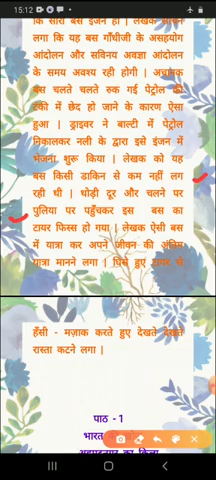 15:12
कि सारी बस इंजन हो | लेखक
लगा कि यह बस गाँधीजी के असहयोग
आंदोलन और सविनय अवज्ञा आंदोलन
के समय अवश्य रही होगी | अचानक
बस चलते चलते रुक गई पेट्रोल की
टंकी में छेद हो जाने के कारण ऐसा
हुआ | ड्राइवर ने बाल्टी में पेट्रोल
निकालकर नली के द्वारा इसे इंजन में
भेजना शुरू किया | लेखक को यह
बस किसी डाकिन से कम नहीं लग
रही थी | थोड़ी दूर और चलने पर
पुलिया पर पहुँचकर इस बस का
टायर फिस्स हो गया | लेखक ऐसी बस
में यात्रा कर अपने जीवन की अंतिम
यात्रा मानने लगा | घिसे हुए टायर से
हँसी - मज़ाक करते हुए देखते देखते
रास्ता कटने लगा |
पाठ - 1
भारत
अहमदनगर का किला